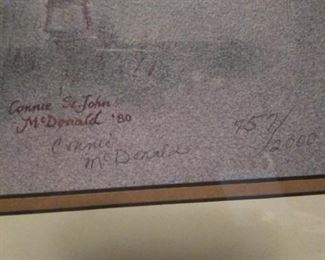 Connie St. John
McDonald '80
Connie
McDonald
757/2000